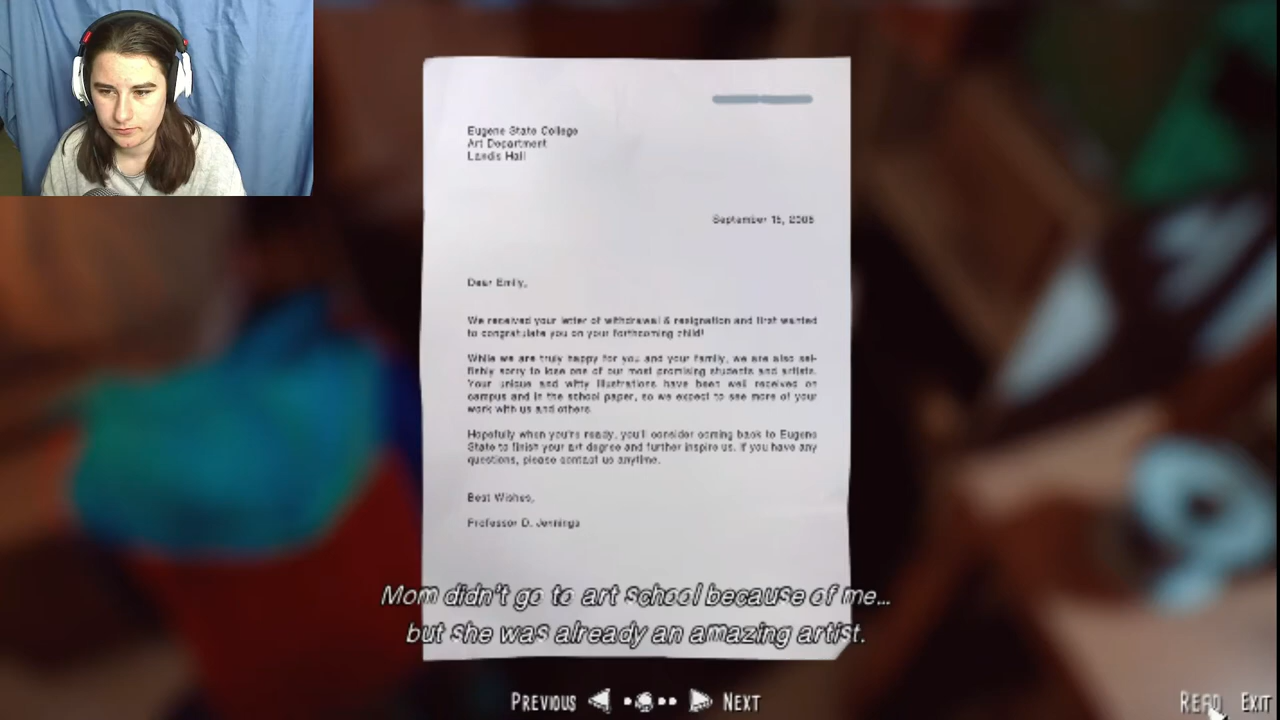 Eugene State College
Art Department
Landis Hall
September 15, 2006
Dear Emily,
We received your letter of withdrawal & resignation and first wanted
to congratulate you on your forthcoming child!
While we are truly happy for you and your family, we are also sel-
fishly sorry to lose one of our most promising students and artists.
Your unique and witty illustrations have been well received on
campus and in the school paper, so we expect to see more of your
work with us and others.
Hopefully when you're ready, you'll consider coming back to Eugene
State to finish your art degree and further inspire us. If you have any
questions, please contact us anytime.
Best Wishes,
Professor D. Jennings
Mom didn't go to art school because of me...
but she was already an amazing artist.
PREVIOUS NEXT
READ EXIT